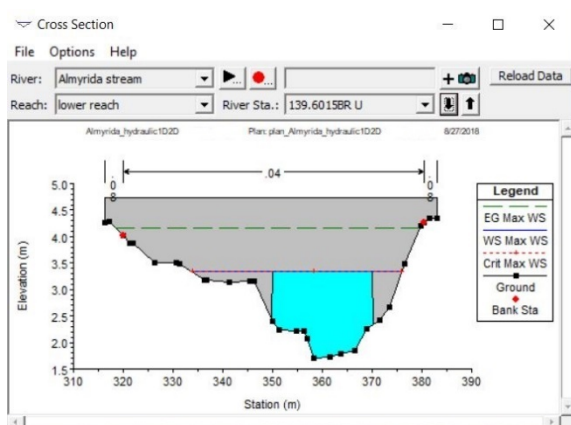 Cross Section
File Options Help
River: Almyrida stream
Reload Data
Reach: lower reach River Sta.: 139.6015BR U
Almyrida_hydraulic1D2D Plan: plan_Almyrida_hydraulic1D2D 8/27/2018
.08 .04 .08
Legend
EG Max WS
WS Max WS
Crit Max WS
Ground
Bank Sta
Elevation (m)
5.0
4.5
4.0
3.5
3.0
2.5
2.0
1.5
310 320 330 340 350 360 370 380 390
Station (m)